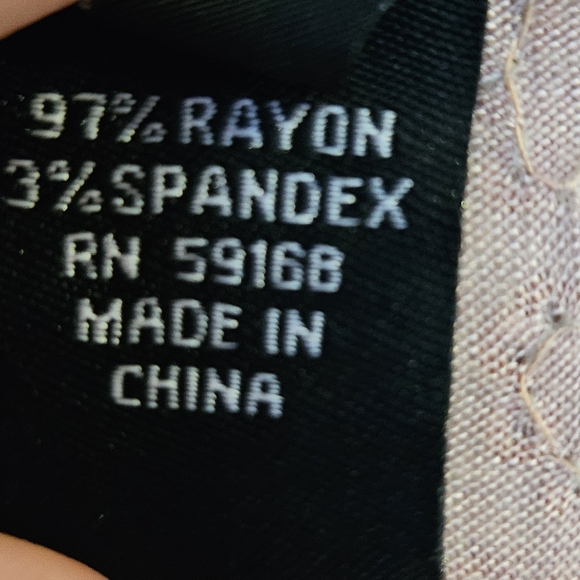 97% RAYON
3% SPANDEX
RN 59168
MADE IN
CHINA